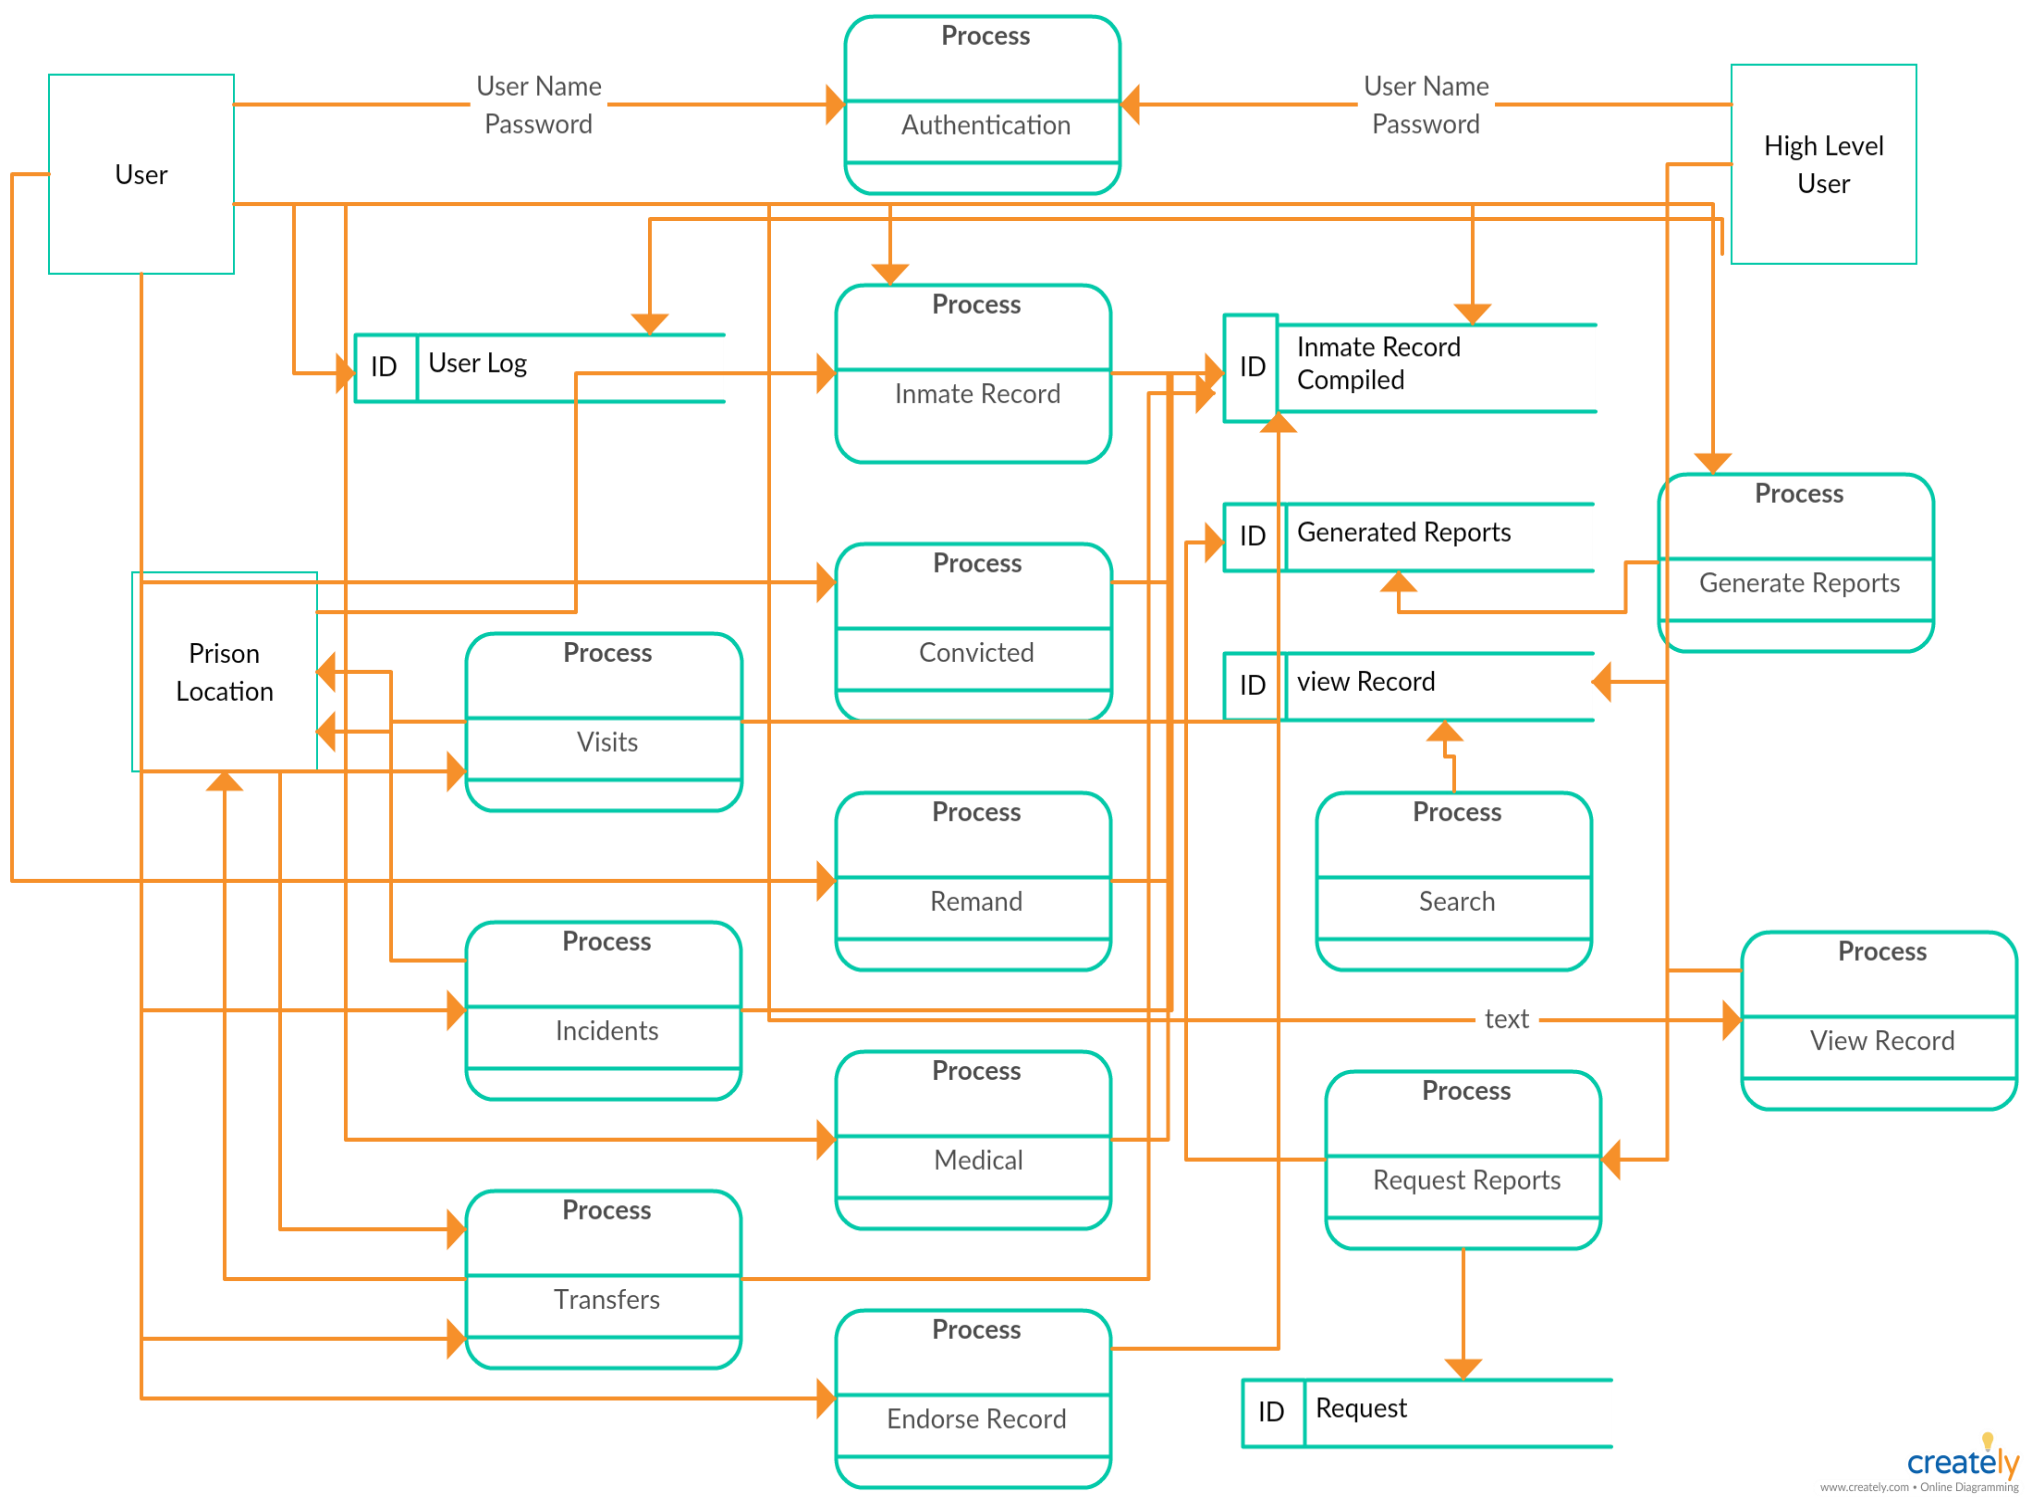 Process
Authentication
User Name
Password
User Name
Password
User
High Level
User
Process
Inmate Record
ID
User Log
ID
Inmate Record
Compiled
Process
Generate Reports
ID
Generated Reports
Process
Convicted
Prison
Location
Process
Visits
ID
view Record
Process
Remand
Process
Search
Process
Incidents
Process
View Record
text
Process
Medical
Process
Request Reports
Process
Transfers
Process
Endorse Record
ID
Request
creately
www.creately.com • Online Diagramming